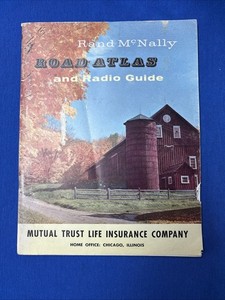 Rand McNally
ROAD ATLAS
and Radio Guide
MUTUAL TRUST LIFE INSURANCE COMPANY
HOME OFFICE: CHICAGO, ILLINOIS